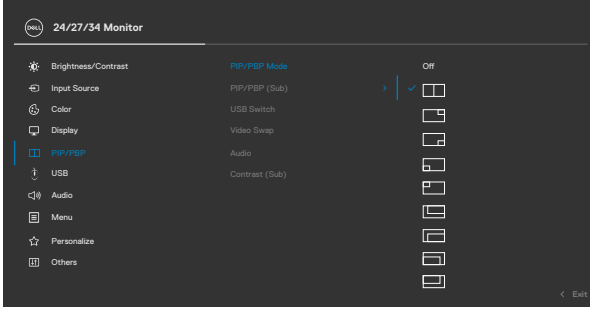 DELL 24/27/34 Monitor
Brightness/Contrast PIP/PBP Mode Off
Input Source PIP/PBP (Sub)
Color USB Switch
Display Video Swap
PIP/PBP Audio
USB Contrast (Sub)
Audio
Menu
Personalize
Others
Exit